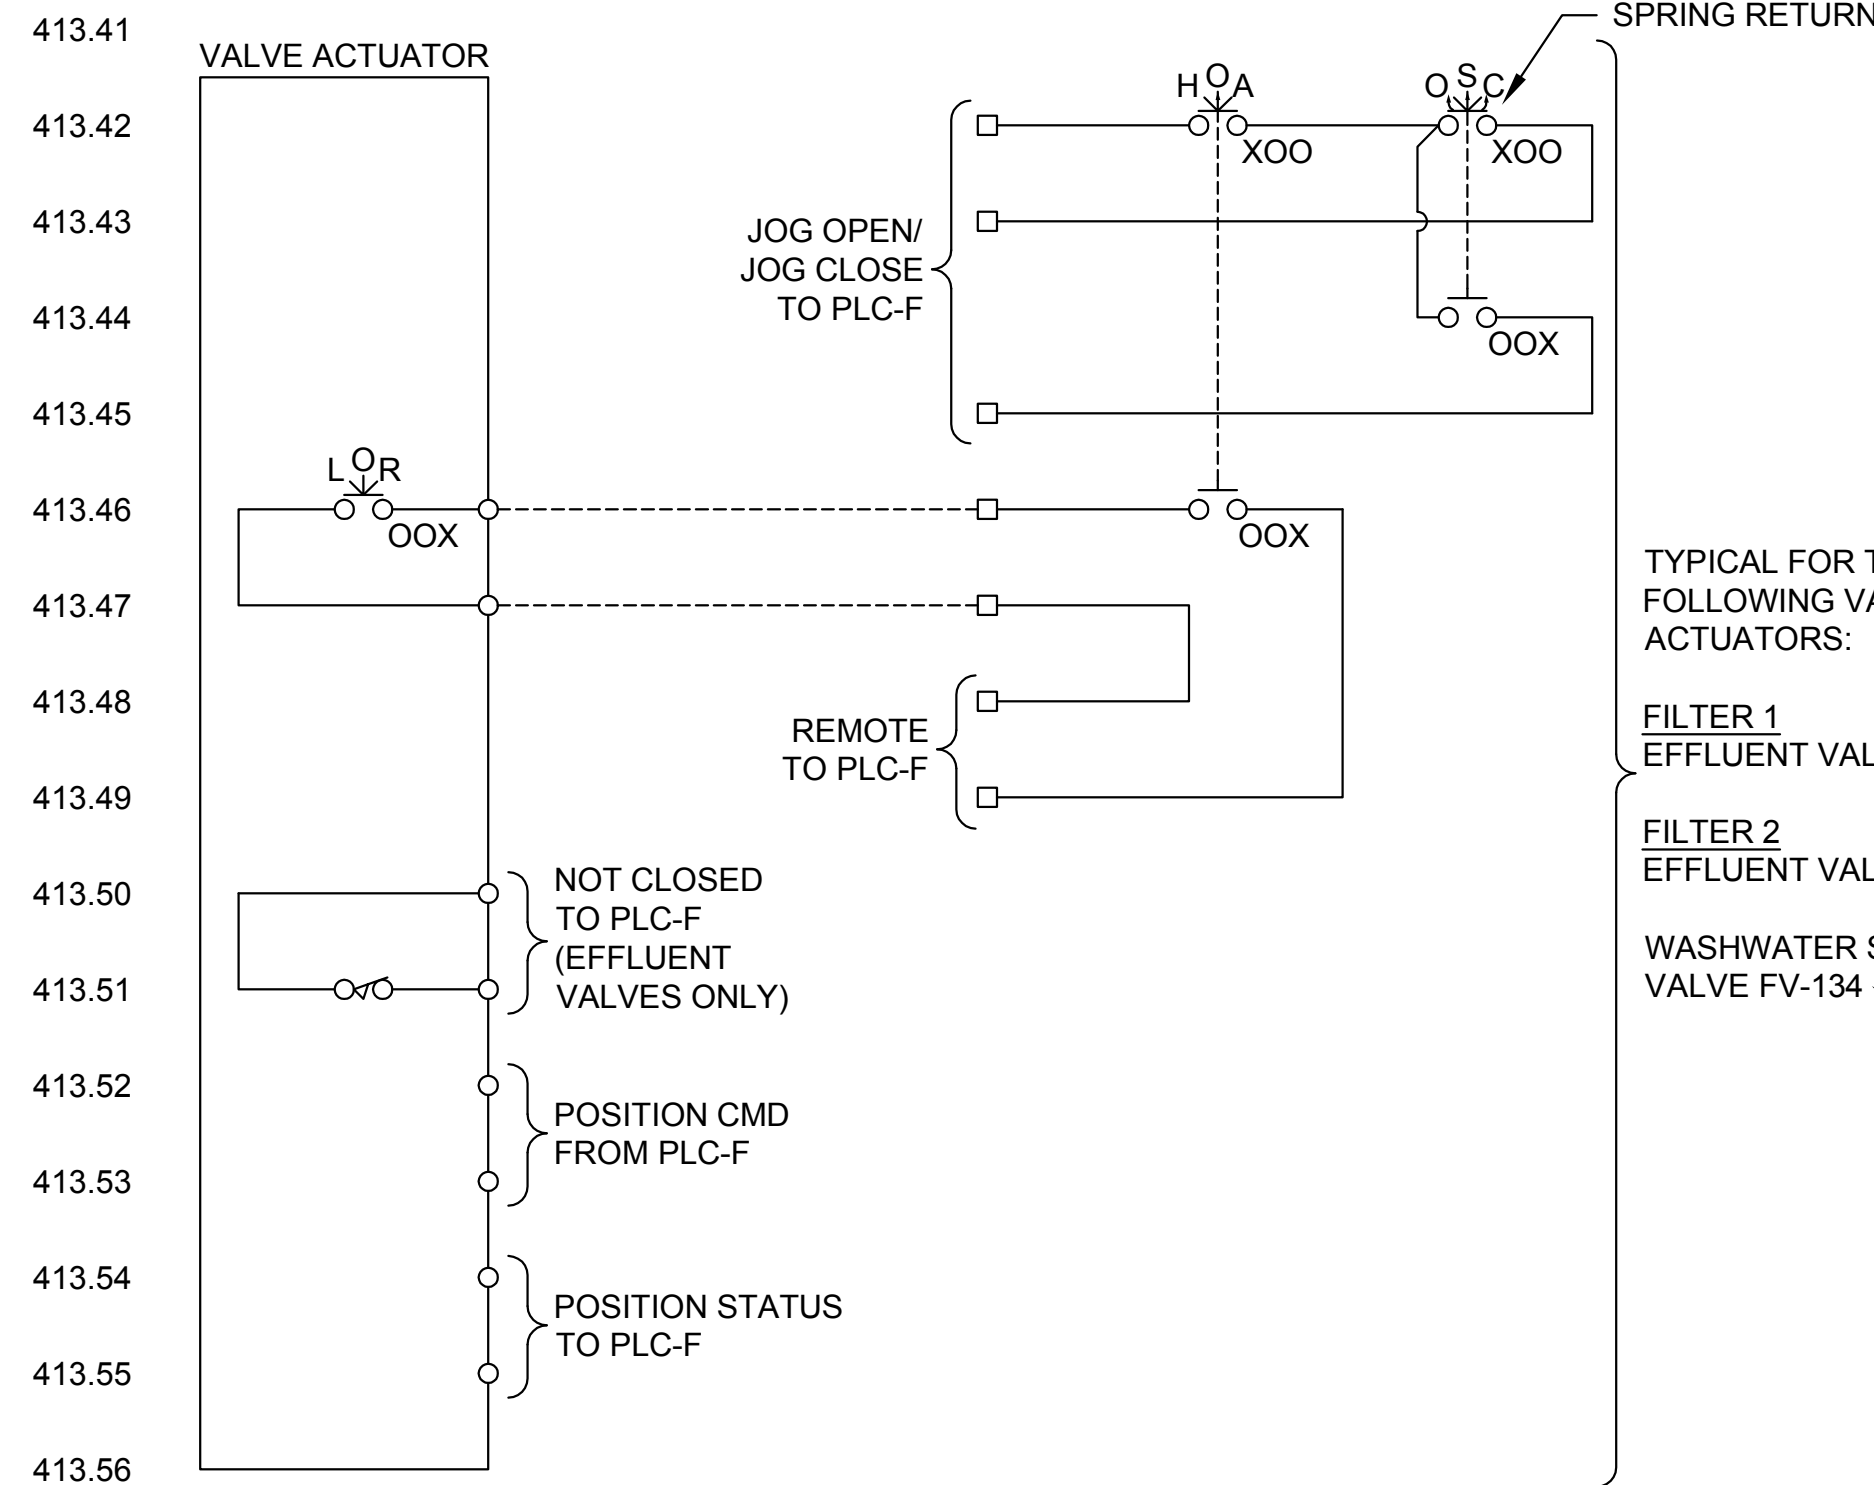 413.41
413.42
413.43
413.44
413.45
413.46
413.47
413.48
413.49
413.50
413.51
413.52
413.53
413.54
413.55
413.56
VALVE ACTUATOR
L O R
OOX
NOT CLOSED
TO PLC-F
(EFFLUENT
VALVES ONLY)
POSITION CMD
FROM PLC-F
POSITION STATUS
TO PLC-F
JOG OPEN/
JOG CLOSE
TO PLC-F
REMOTE
TO PLC-F
H O A
XOO
OOX
O S C
XOO
OOX
SPRING RETURN
TYPICAL FOR
FOLLOWING
ACTUATORS:
FILTER 1
EFFLUENT
FILTER 2
EFFLUENT
WASHWATER
VALVE FV-134